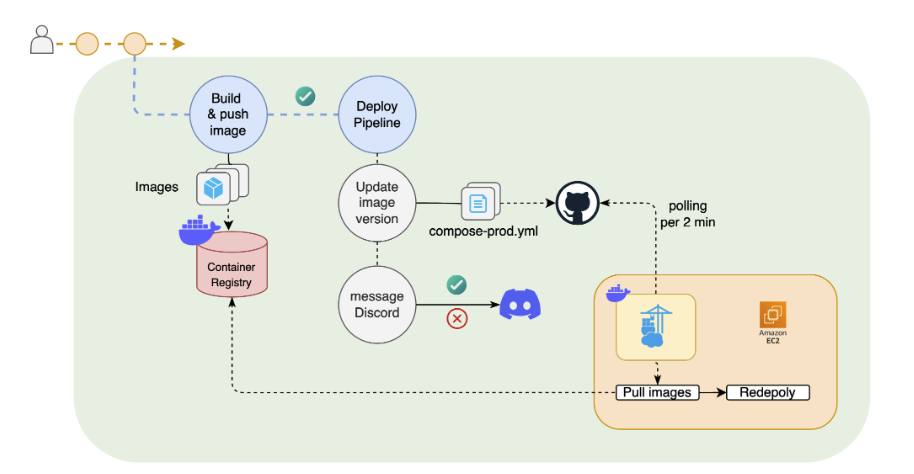 Build
& push
image
Deploy
Pipeline
Images
Update
image
version
compose-prod.yml
polling
per 2 min
Container
Registry
message
Discord
Amazon
EC2
Pull images
Redepoly